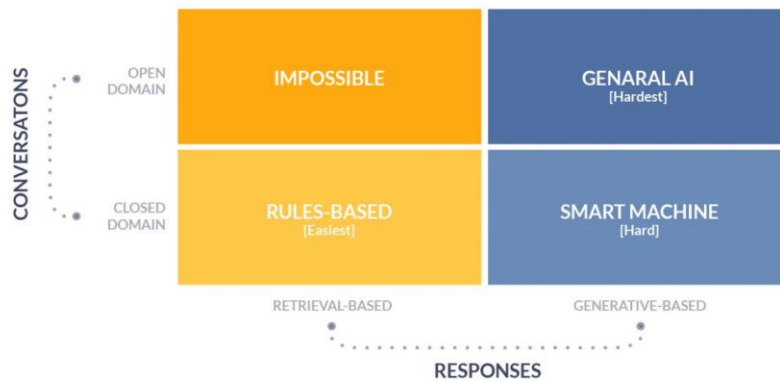 CONVERSATONS
OPEN
DOMAIN
IMPOSSIBLE
GENARAL AI
[Hardest]
CLOSED
DOMAIN
RULES-BASED
[Easiest]
SMART MACHINE
[Hard]
RETRIEVAL-BASED
GENERATIVE-BASED
RESPONSES